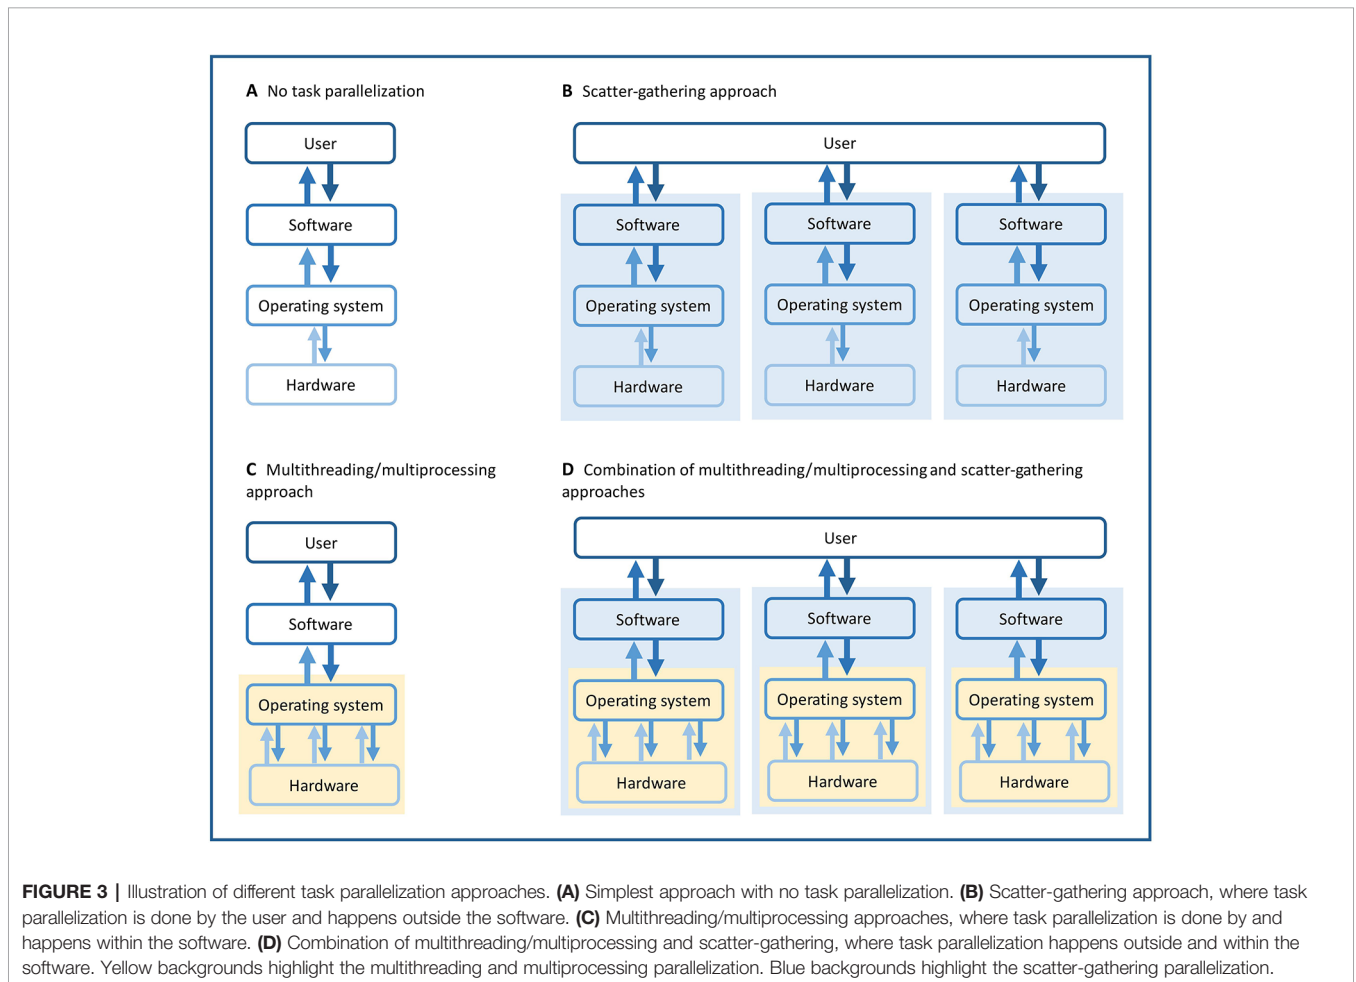 A No task parallelization
User
Software
Operating system
Hardware
B Scatter-gathering approach
User
Software
Operating system
Hardware
Software
Operating system
Hardware
Software
Operating system
Hardware
C Multithreading/multiprocessing
approach
User
Software
Operating system
Hardware
D Combination of multithreading/multiprocessing and scatter-gathering
approaches
User
Software
Operating system
Hardware
Software
Operating system
Hardware
Software
Operating system
Hardware
FIGURE 3 | Illustration of different task parallelization approaches. (A) Simplest approach with no task parallelization. (B) Scatter-gathering approach, where task
parallelization is done by the user and happens outside the software. (C) Multithreading/multiprocessing approaches, where task parallelization is done by and
happens within the software. (D) Combination of multithreading/multiprocessing and scatter-gathering, where task parallelization happens outside and within the
software. Yellow backgrounds highlight the multithreading and multiprocessing parallelization. Blue backgrounds highlight the scatter-gathering parallelization.